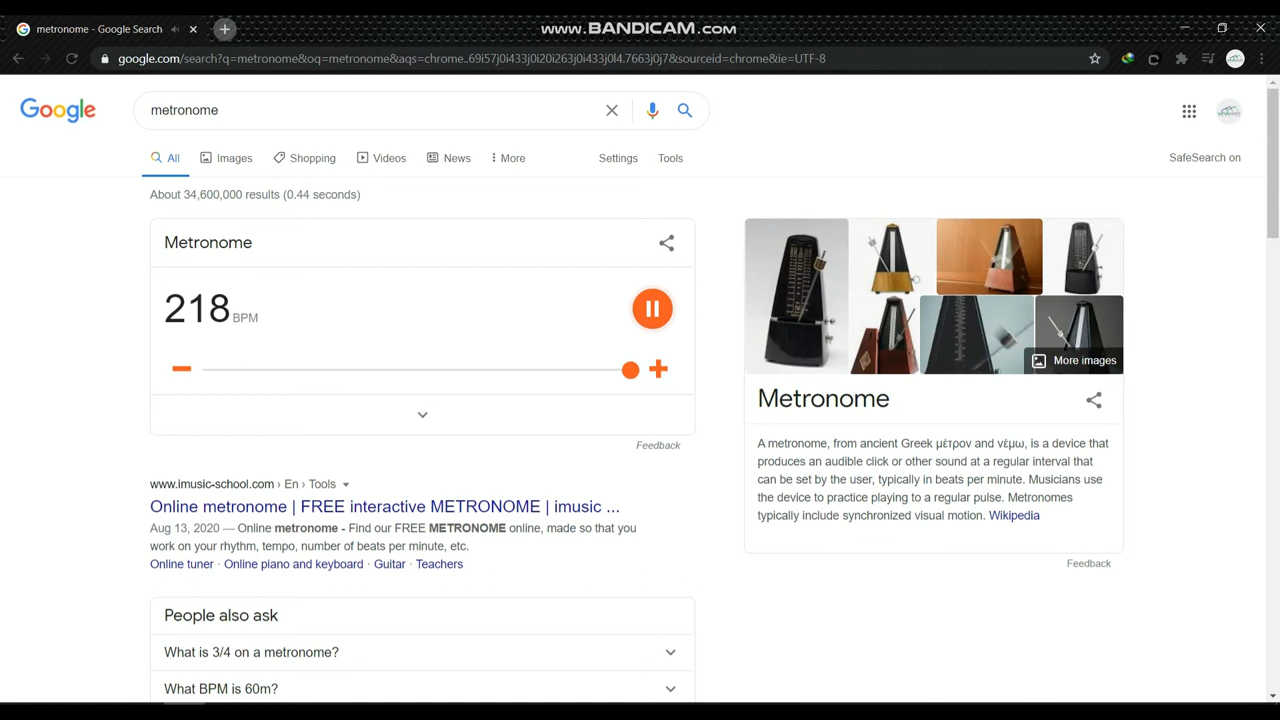 metronome - Google Search
www.BANDICAM.com
google.com/search?q=metronome&oq=metronome&aqs=chrome..69i57j0i433j0i20i263j0i433j0l4.7663j0j7&sourceid=chrome&ie=UTF-8
Google
metronome
All
Images
Shopping
Videos
News
More
Settings
Tools
SafeSearch on
About 34,600,000 results (0.44 seconds)
Metronome
218 BPM
Feedback
www.imusic-school.com › En › Tools
Online metronome | FREE interactive METRONOME | imusic ...
Aug 13, 2020 — Online metronome - Find our FREE METRONOME online, made so that you
work on your rhythm, tempo, number of beats per minute, etc.
Online tuner · Online piano and keyboard · Guitar · Teachers
People also ask
What is 3/4 on a metronome?
What BPM is 60m?
More images
Metronome
A metronome, from ancient Greek μέτρον and νέμω, is a device that
produces an audible click or other sound at a regular interval that
can be set by the user, typically in beats per minute. Musicians use
the device to practice playing to a regular pulse. Metronomes
typically include synchronized visual motion. Wikipedia
Feedback